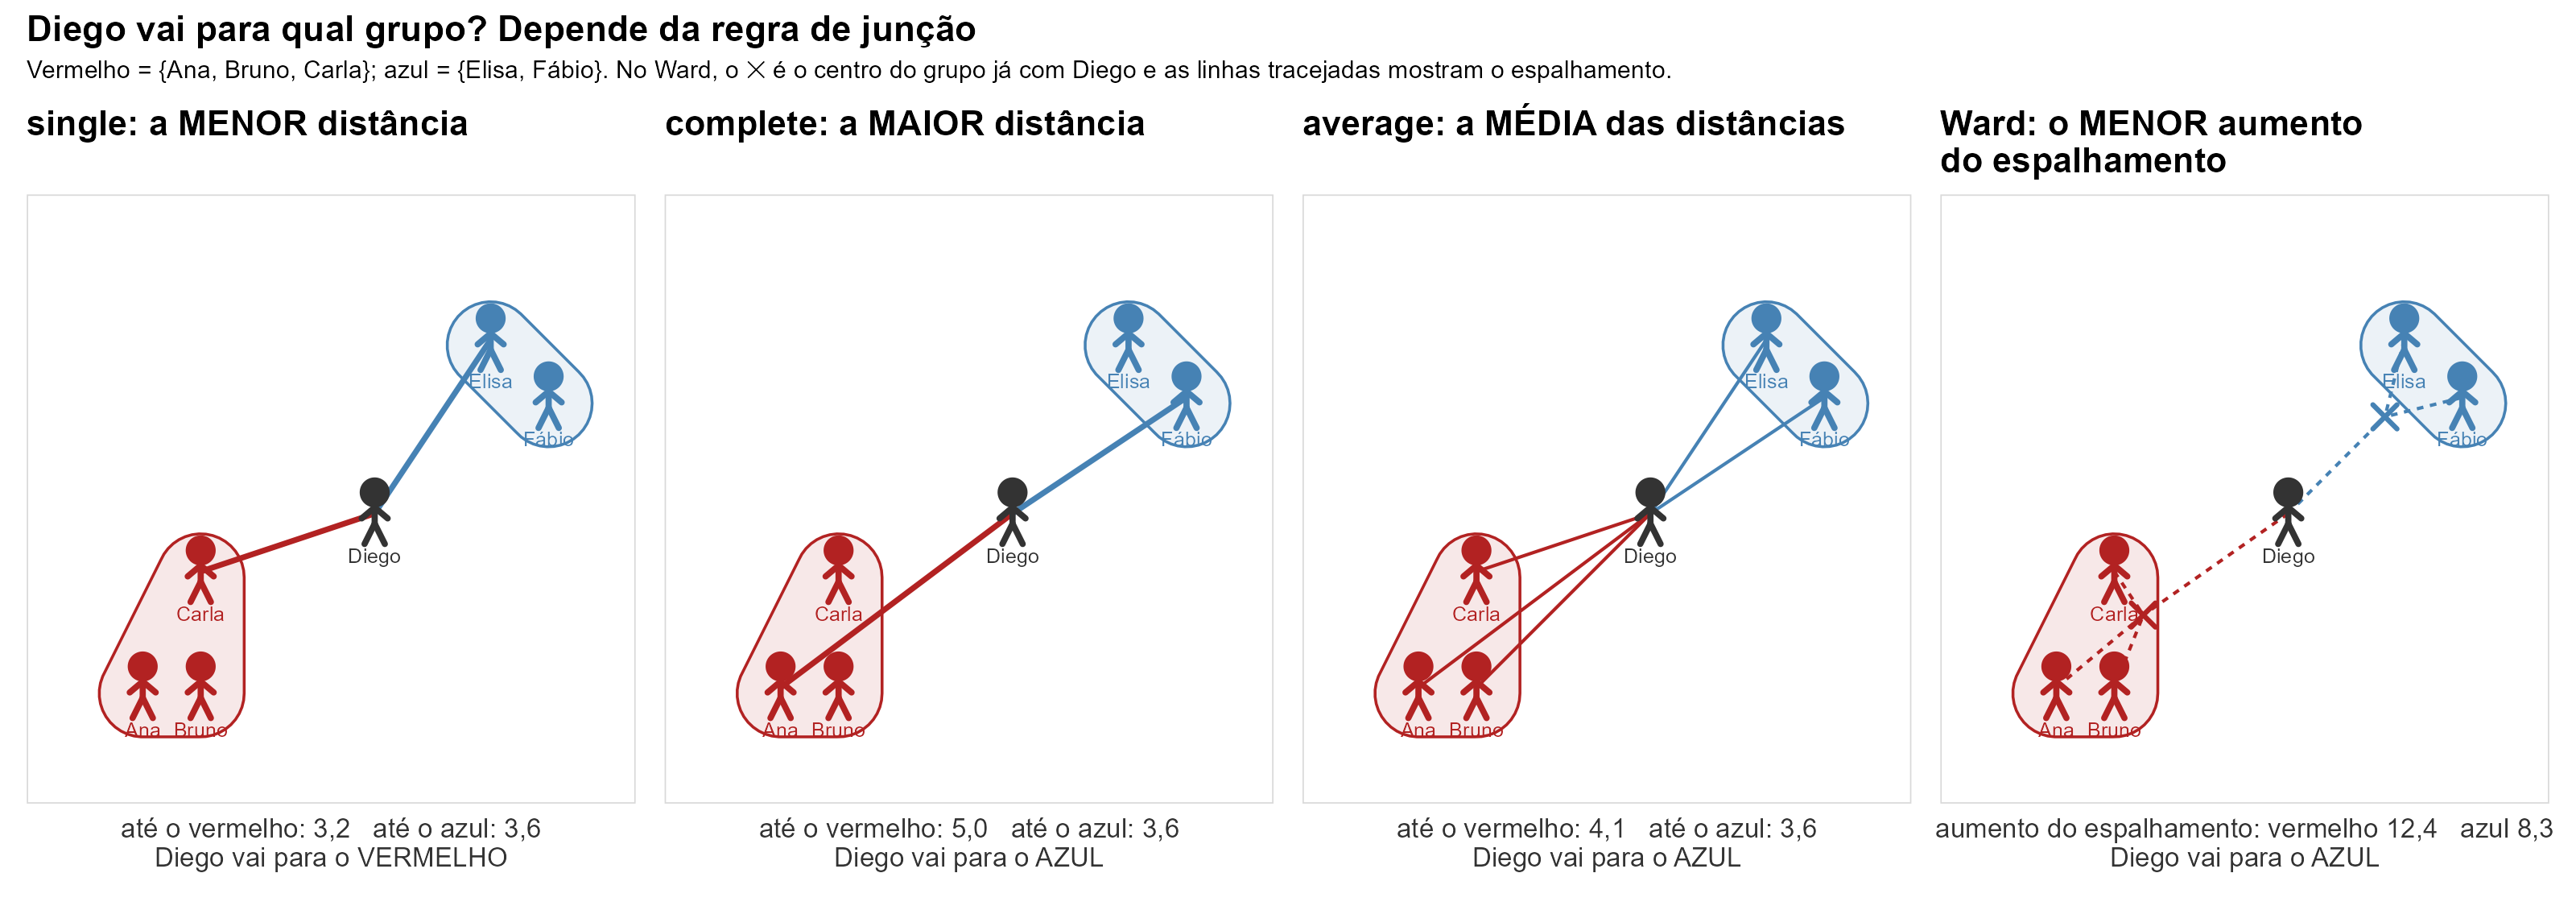 Diego vai para qual grupo? Depende da regra de junção
Vermelho = {Ana, Bruno, Carla}; azul = {Elisa, Fábio}. No Ward, o × é o centro do grupo já com Diego e as linhas tracejadas mostram o espalhamento.
single: a MENOR distância
Elisa
Fábio
Diego
Carla
Ana Bruno
até o vermelho: 3,2 até o azul: 3,6
Diego vai para o VERMELHO
complete: a MAIOR distância
Elisa
Fábio
Diego
Carla
Ana Bruno
até o vermelho: 5,0 até o azul: 3,6
Diego vai para o AZUL
average: a MÉDIA das distâncias
Elisa
Fábio
Diego
Carla
Ana Bruno
até o vermelho: 4,1 até o azul: 3,6
Diego vai para o AZUL
Ward: o MENOR aumento
do espalhamento
Elisa
Fábio
Diego
Carla
Ana Bruno
aumento do espalhamento: vermelho 12,4 azul 8,3
Diego vai para o AZUL